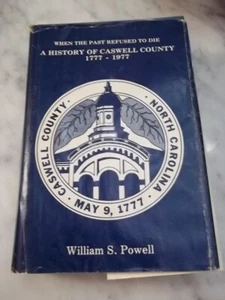 WHEN THE PAST REFUSED TO DIE
A HISTORY OF CASWELL COUNTY
1777 - 1977
CASWELL COUNTY · NORTH CAROLINA
· MAY 9, 1777 ·
William S. Powell